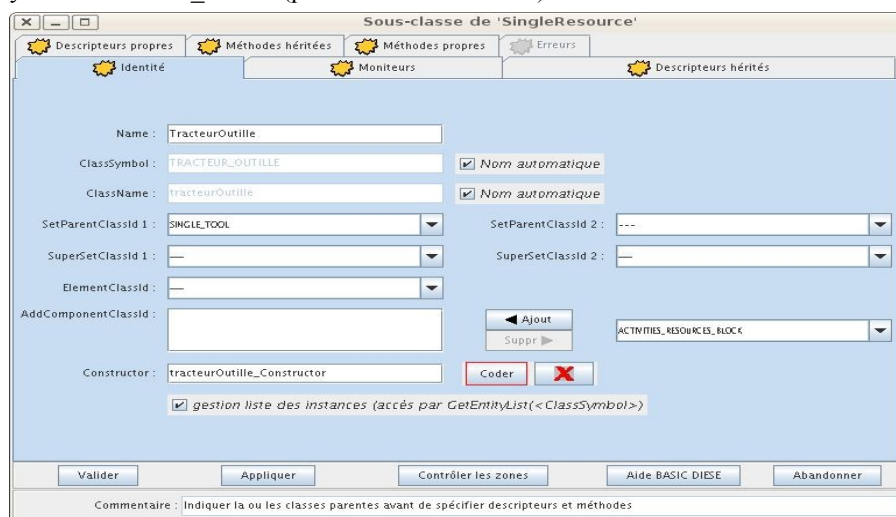 Sous-classe de 'SingleResource'
Descripteurs propres Méthodes héritées Méthodes propres Erreurs
Identité Moniteurs Descripteurs hérités
Name : TracteurOutille
ClassSymbol : TRACTEUR_OUTILLE Nom automatique
ClassName : tracteurOutille Nom automatique
SetParentClassId 1 : SINGLE_TOOL SetParentClassId 2 : ---
SuperSetClassId 1 : — SuperSetClassId 2 : —
ElementClassId : —
AddComponentClassId : Ajout
Suppr ACTIVITIES_RESOURCES_BLOCK
Constructor : tracteurOutille_Constructor Coder
gestion liste des instances (accès par GetEntityList(<ClassSymbol>)
Valider Appliquer Contrôler les zones Aide BASIC DIESE Abandonner
Commentaire : Indiquer la ou les classes parentes avant de spécifier descripteurs et méthodes